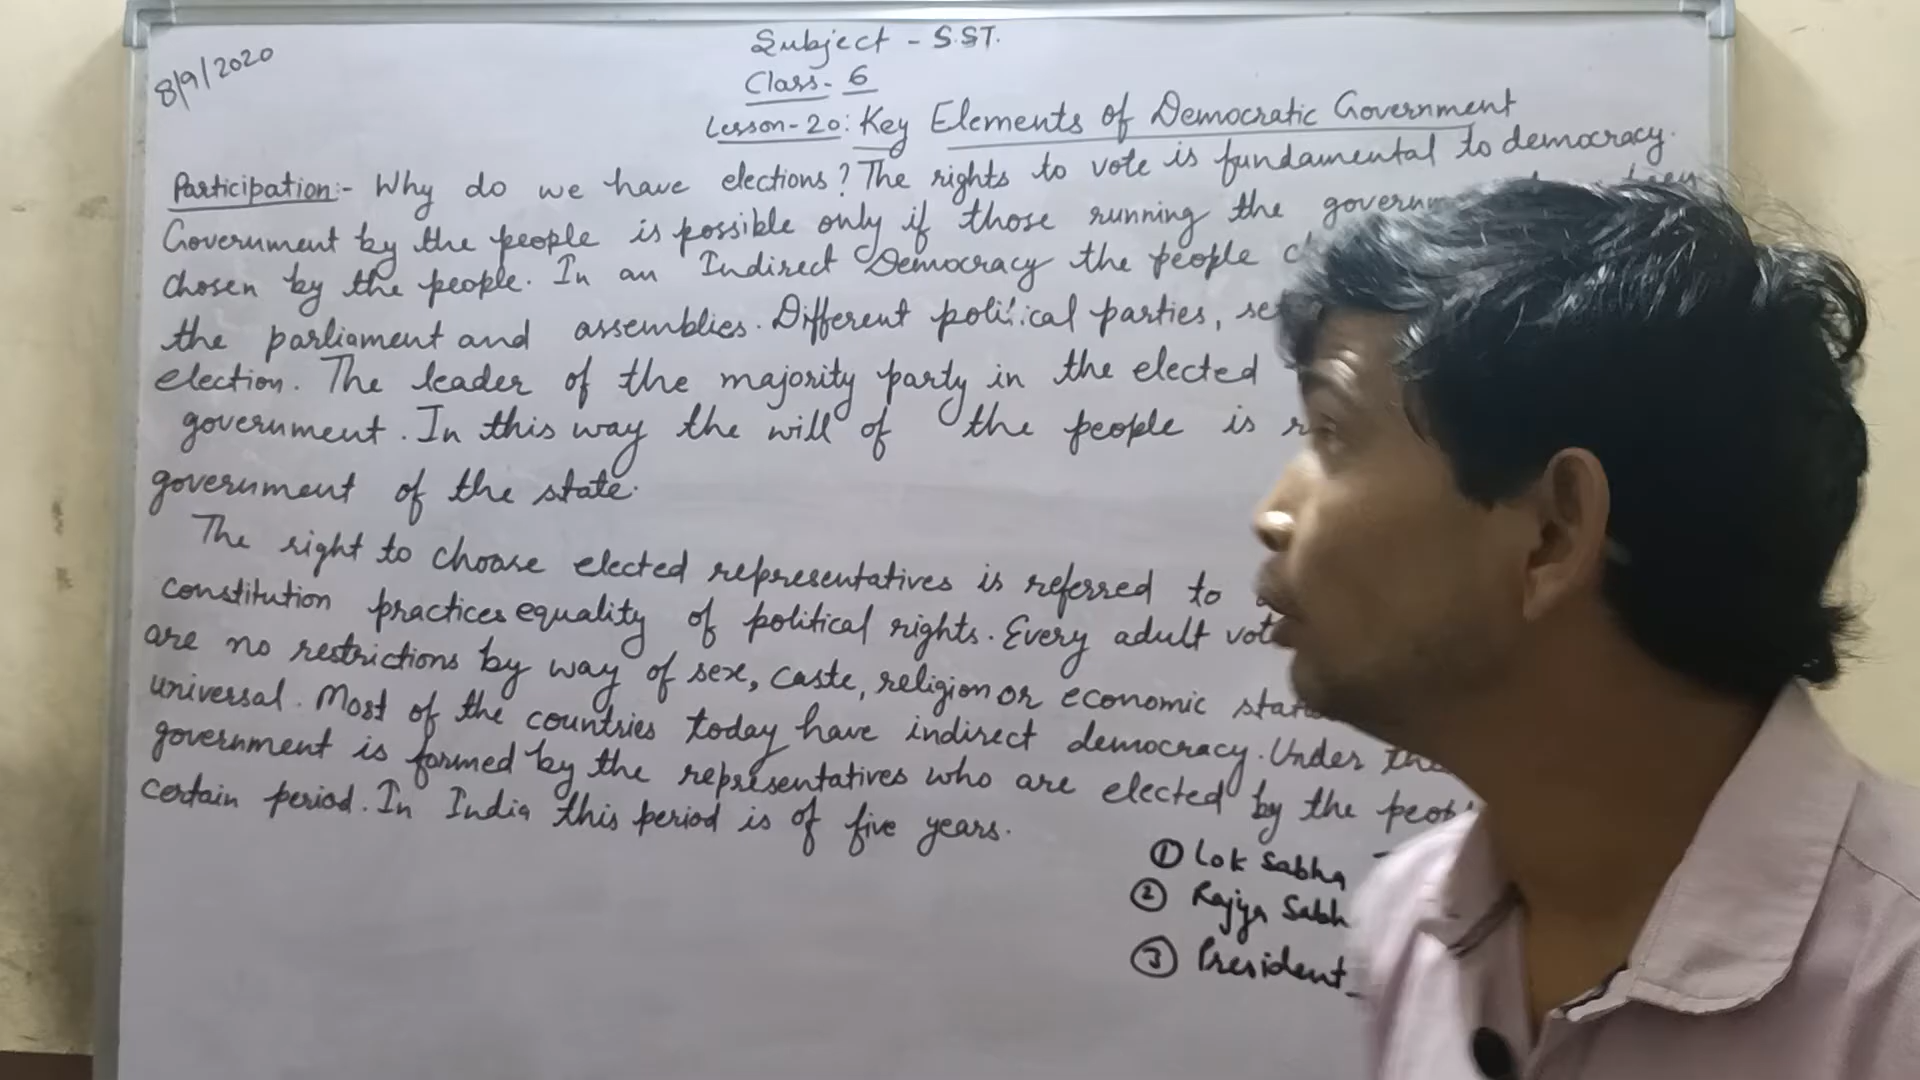 8/9/2020
Subject - S.ST.
Class - 6
Lesson-20: Key Elements of Democratic Government
Participation:- Why do we have elections? The rights to vote is fundamental to democracy.
Government by the people is possible only if those running the
chosen by the people. In an Indirect Democracy the people
the parliament and assemblies. Different political parties,
election. The leader of the majority party in the elected
government. In this way the will of the people is
government of the state.
The right to choose elected representatives is referred to
constitution practices equality of political rights. Every adult
are no restrictions by way of sex, caste, religion or economic
universal. Most of the countries today have indirect democracy. Under
government is formed by the representatives who are elected by the
certain period. In India this period is of five years.
① Lok Sabha
② Rajya
③ President